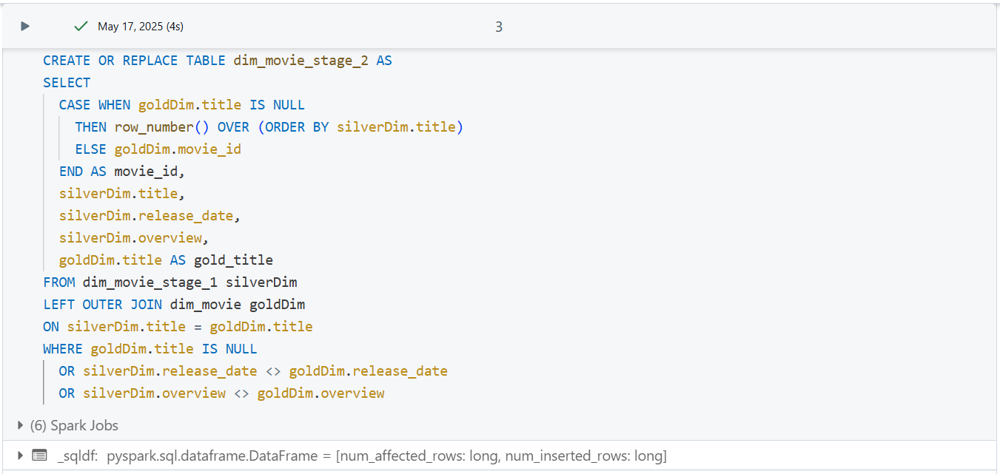 May 17, 2025 (4s)
3
CREATE OR REPLACE TABLE dim_movie_stage_2 AS
SELECT
CASE WHEN goldDim.title IS NULL
THEN row_number() OVER (ORDER BY silverDim.title)
ELSE goldDim.movie_id
END AS movie_id,
silverDim.title,
silverDim.release_date,
silverDim.overview,
goldDim.title AS gold_title
FROM dim_movie_stage_1 silverDim
LEFT OUTER JOIN dim_movie goldDim
ON silverDim.title = goldDim.title
WHERE goldDim.title IS NULL
OR silverDim.release_date <> goldDim.release_date
OR silverDim.overview <> goldDim.overview
(6) Spark Jobs
_sqldf: pyspark.sql.dataframe.DataFrame = [num_affected_rows: long, num_inserted_rows: long]